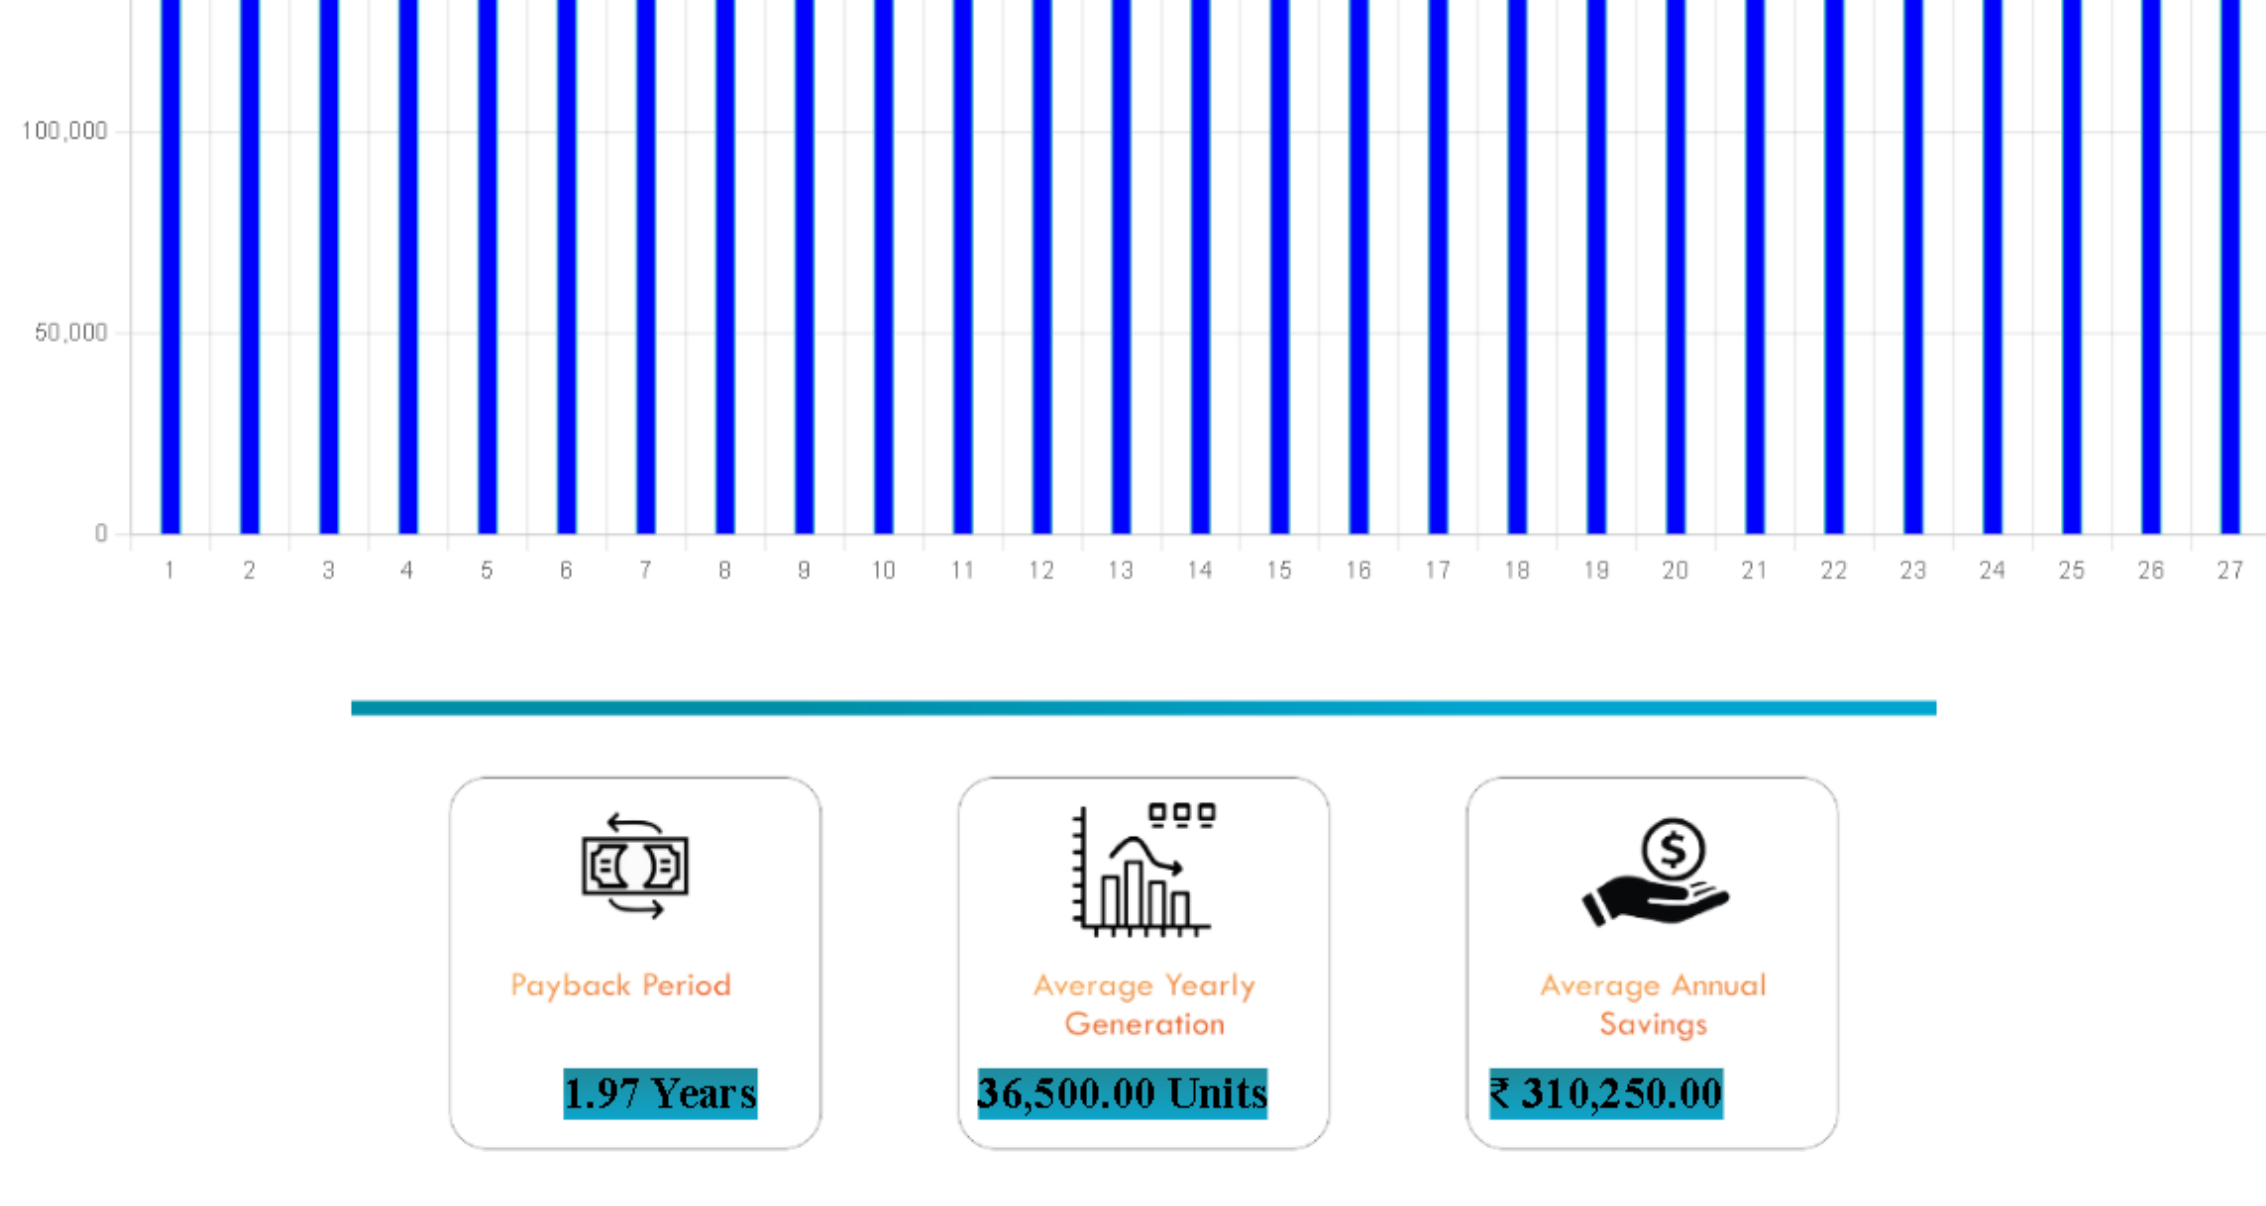 100,000
50,000
0
1 2 3 4 5 6 7 8 9 10 11 12 13 14 15 16 17 18 19 20 21 22 23 24 25 26 27
$
Payback Period
1.97 Years
Average Yearly
Generation
36,500.00 Units
Average Annual
Savings
₹ 310,250.00